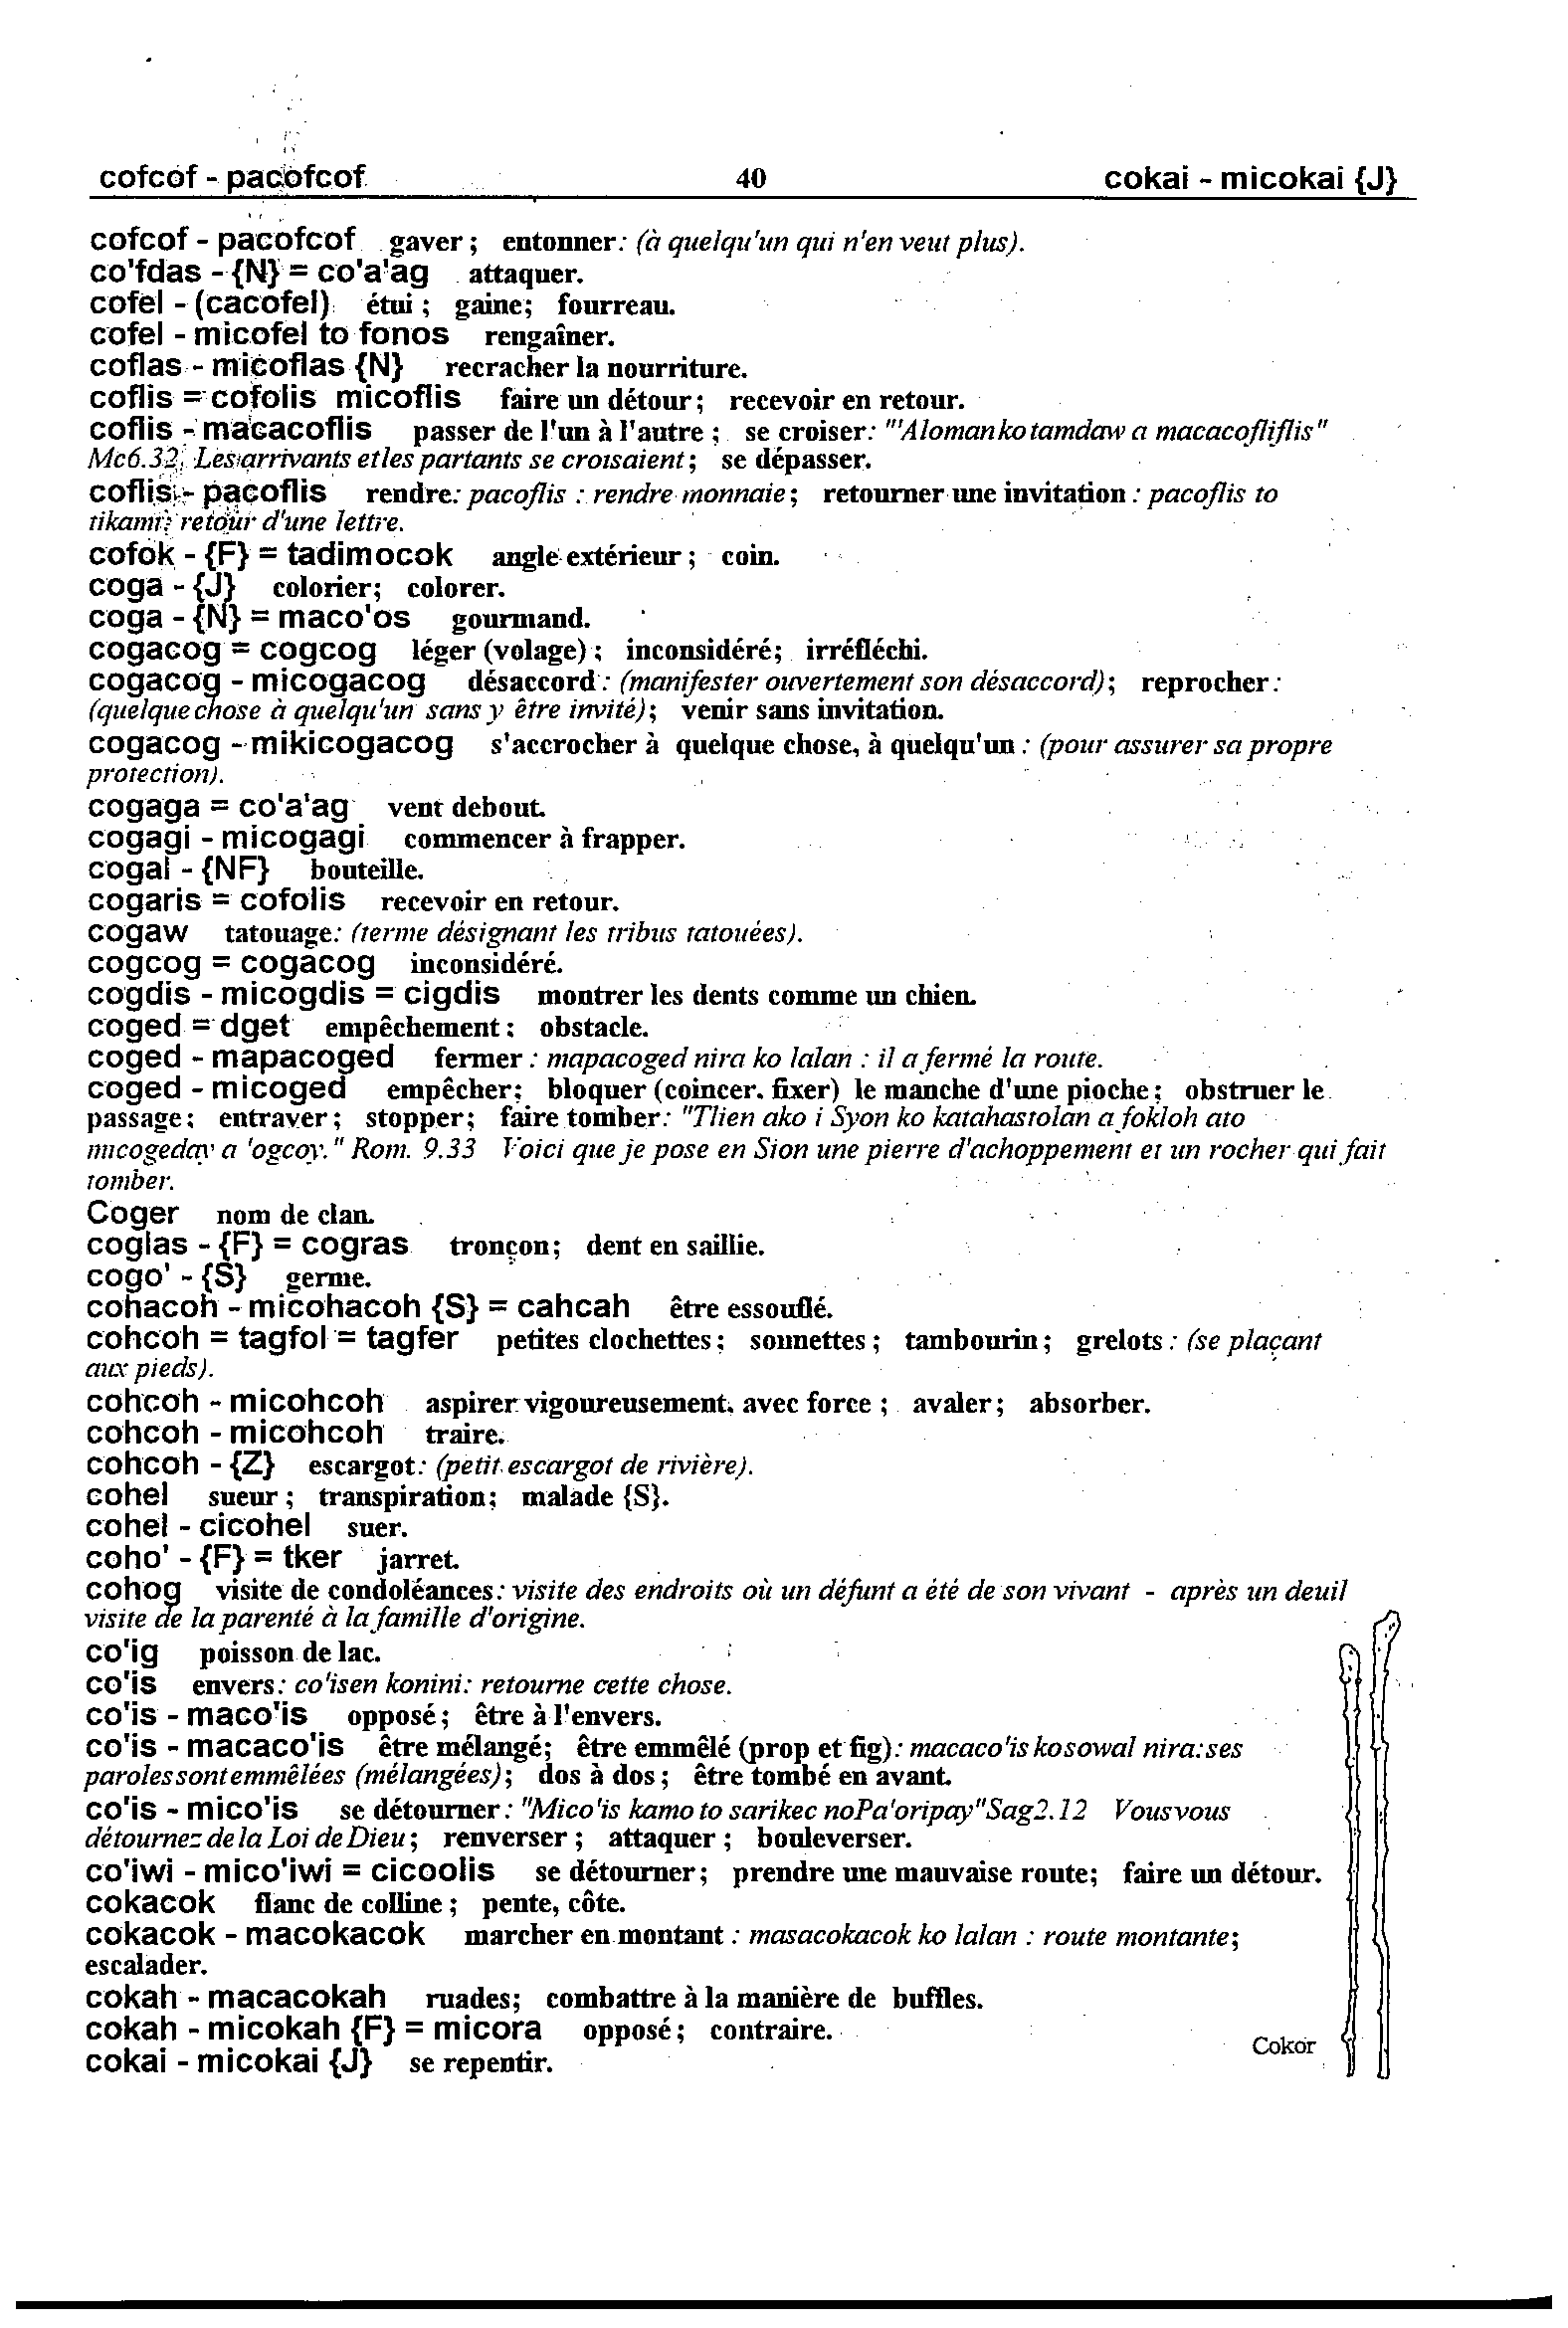 cofcof - pacofcof 40 cokai - micokai {J}
cofcof - pacofcof gaver ; entonner: (à quelqu'un qui n'en veut plus).
co'fdas - {N} = co'a'ag attaquer.
cofel - (cacofel) étui ; gaine; fourreau.
cofel - micofel to fonos rengaîner.
coflas - micoflas {N} recracher la nourriture.
coflis = cofolis micoflis faire un détour ; recevoir en retour.
coflis - macacoflis passer de l'un à l'autre ; se croiser: "'Aloman ko tamdaw a macacofliflis"
Mc6.32, Les arrivants et les partants se croisaient ; se dépasser.
coflis - pacoflis rendre: pacoflis : rendre monnaie ; retourner une invitation : pacoflis to
tikami: retour d'une lettre.
cofok - {F} = tadimocok angle extérieur ; coin.
coga - {J} colorier; colorer.
coga - {N} = maco'os gourmand.
cogacog = cogcog léger (volage) ; inconsidéré; irréfléchi.
cogacog - micogacog désaccord : (manifester ouvertement son désaccord); reprocher:
(quelque chose à quelqu'un sans y être invité); venir sans invitation.
cogacog - mikicogacog s'accrocher à quelque chose, à quelqu'un : (pour assurer sa propre
protection).
cogaga = co'a'ag vent debout.
cogagi - micogagi commencer à frapper.
cogal - {NF} bouteille.
cogaris = cofolis recevoir en retour.
cogaw tatouage: (terme désignant les tribus tatouées).
cogcog = cogacog inconsidéré.
cogdis - micogdis = cigdis montrer les dents comme un chien.
coged = dget empêchement ; obstacle.
coged - mapacoged fermer : mapacoged nira ko lalan : il a fermé la route.
coged - micoged empêcher; bloquer (coincer. fixer) le manche d'une pioche ; obstruer le
passage ; entraver ; stopper; faire tomber: "Tlien ako i Syon ko katahastolan a fokloh ato
micogeday a 'ogcoy." Rom. 9.33 Voici que je pose en Sion une pierre d'achoppement et un rocher qui fait
tomber.
Coger nom de clan.
coglas - {F} = cogras tronçon; dent en saillie.
cogo' - {S} germe.
cohacoh - micohacoh {S} = cahcah être essouflé.
cohcoh = tagfol = tagfer petites clochettes ; sonnettes ; tambourin ; grelots : (se plaçant
aux pieds).
cohcoh - micohcoh aspirer vigoureusement, avec force ; avaler ; absorber.
cohcoh - micohcoh traire.
cohcoh - {Z} escargot: (petit escargot de rivière).
cohel sueur ; transpiration; malade {S}.
cohel - cicohel suer.
coho' - {F} = tker jarret.
cohog visite de condoléances: visite des endroits où un défunt a été de son vivant - après un deuil
visite de la parenté à la famille d'origine.
co'ig poisson de lac.
co'is envers: co'isen konini: retourne cette chose.
co'is - maco'is opposé ; être à l'envers.
co'is - macaco'is être mélangé; être emmêlé (prop et fig): macaco'is ko sowal nira: ses
paroles sont emmêlées (mélangées); dos à dos ; être tombé en avant.
co'is - mico'is se détourner: "Mico'is kamo to sarikec no Pa'oripay" Sag2.12 Vous vous
détournez de la Loi de Dieu ; renverser ; attaquer ; bouleverser.
co'iwi - mico'iwi = cicoolis se détourner; prendre une mauvaise route; faire un détour.
cokacok flanc de colline ; pente, côte.
cokacok - macokacok marcher en montant : masacokacok ko lalan : route montante;
escalader.
cokah - macacokah ruades; combattre à la manière de buffles.
cokah - micokah {F} = micora opposé ; contraire.
cokai - micokai {J} se repentir.
Cokor